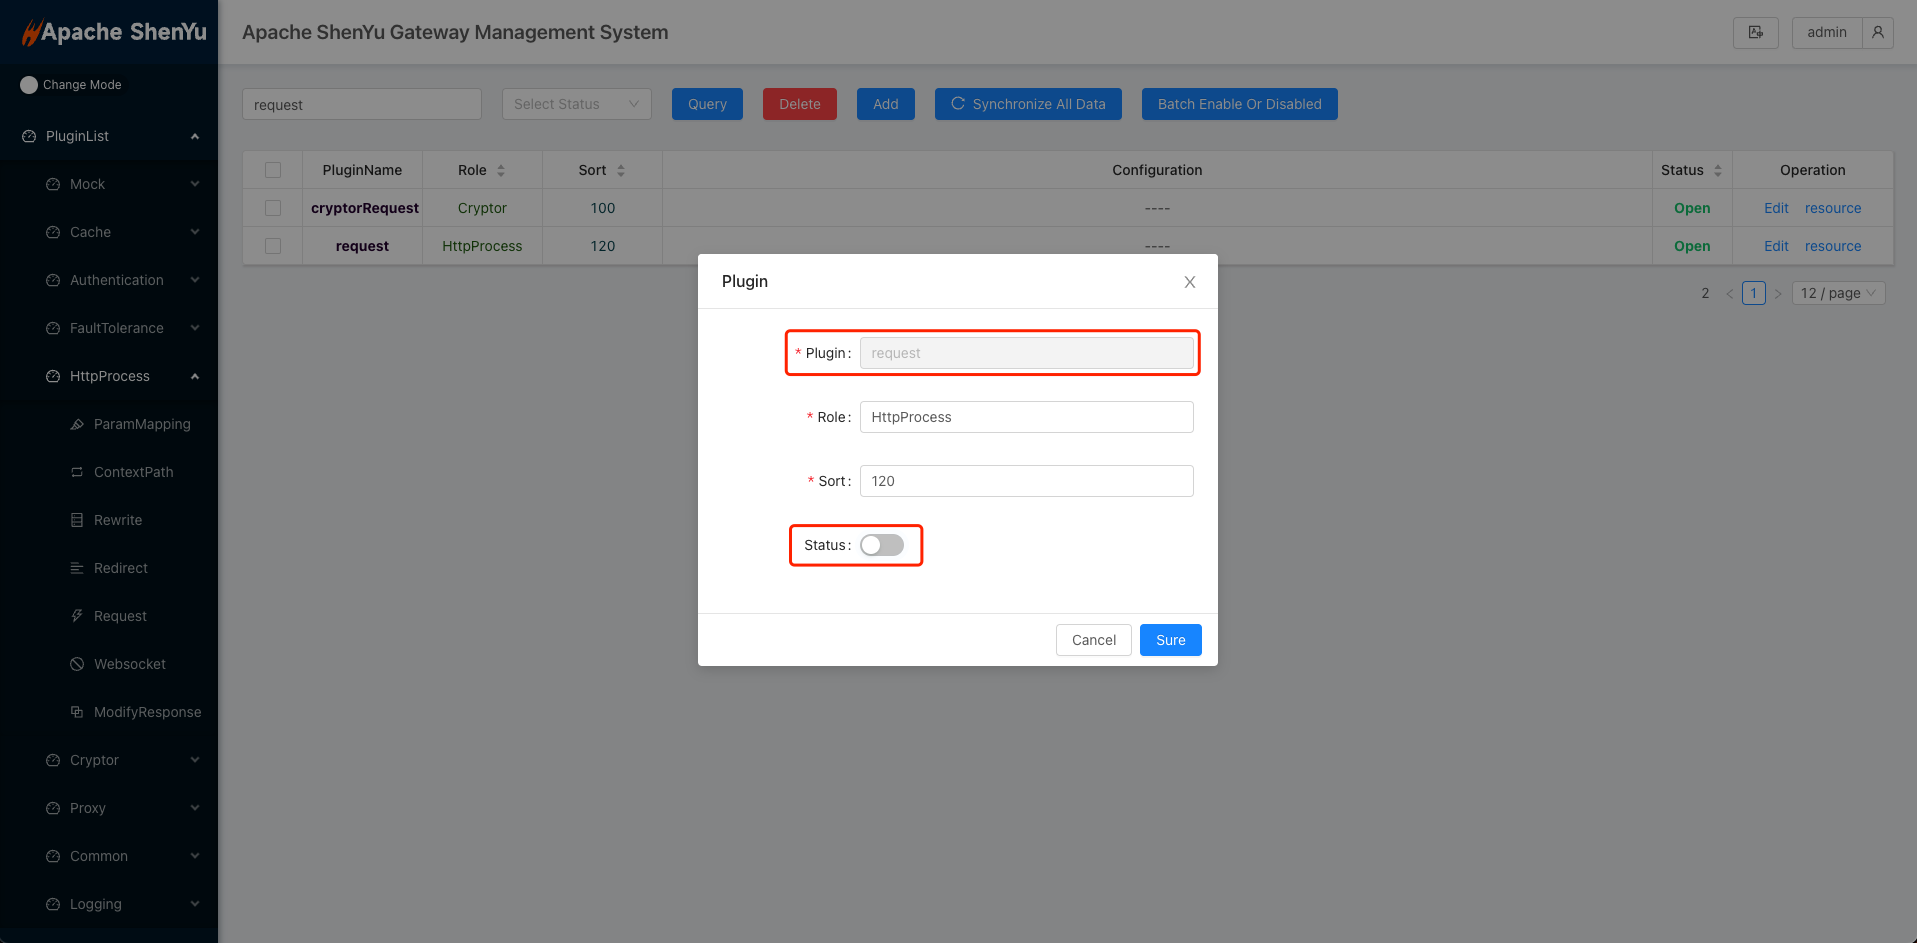 Apache ShenYu
Apache ShenYu Gateway Management System
admin
Change Mode
request
Select Status
Query
Delete
Add
Synchronize All Data
Batch Enable Or Disabled
PluginList
Mock
Cache
Authentication
FaultTolerance
HttpProcess
ParamMapping
ContextPath
Rewrite
Redirect
Request
Websocket
ModifyResponse
Cryptor
Proxy
Common
Logging
PluginName Role Sort Configuration Status Operation
cryptorRequest Cryptor 100 ---- Open Edit resource
request HttpProcess 120 ---- Open Edit resource
2 < 1 > 12 / page
Plugin
* Plugin: request
* Role: HttpProcess
* Sort: 120
Status:
Cancel Sure